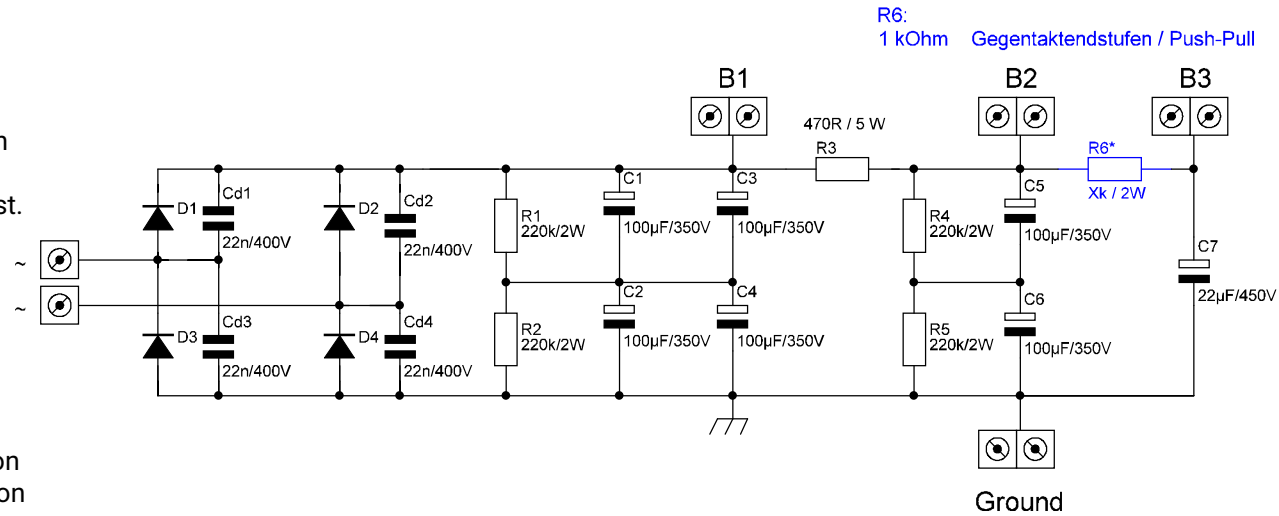 R6:
1 kOhm Gegentaktendstufen / Push-Pull
B1
B2
B3
n
st.
on
on
470R / 5 W
R3
R6*
Xk / 2W
D1
Cd1
22n/400V
D2
Cd2
22n/400V
R1
220k/2W
C1
100µF/350V
C3
100µF/350V
R4
220k/2W
C5
100µF/350V
~
~
C7
22µF/450V
D3
Cd3
22n/400V
D4
Cd4
22n/400V
R2
220k/2W
C2
100µF/350V
C4
100µF/350V
R5
220k/2W
C6
100µF/350V
Ground